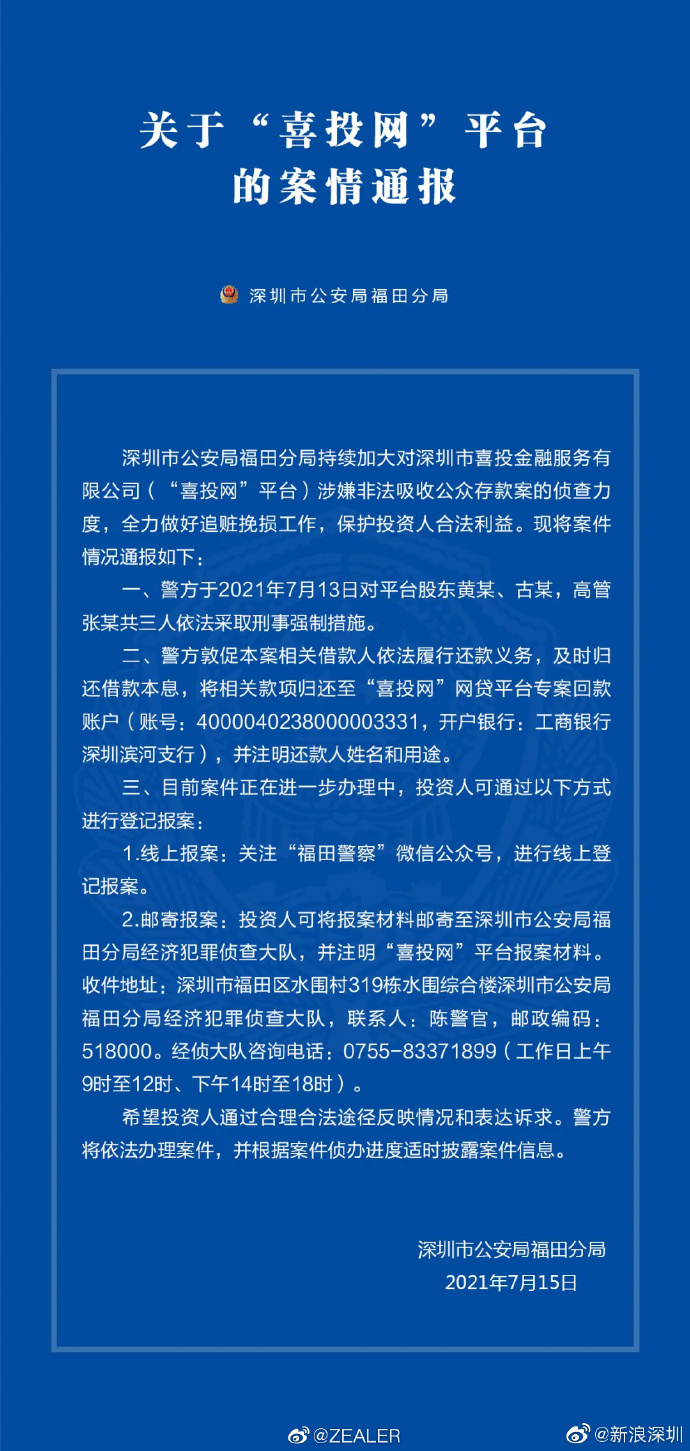 关于“喜投网”平台
的案情通报
深圳市公安局福田分局
深圳市公安局福田分局持续加大对深圳市喜投金融服务有
限公司（“喜投网”平台）涉嫌非法吸收公众存款案的侦查力
度，全力做好追赃挽损工作，保护投资人合法利益。现将案件
情况通报如下：
一、警方于2021年7月13日对平台股东黄某、古某，高管
张某共三人依法采取刑事强制措施。
二、警方敦促本案相关借款人依法履行还款义务，及时归
还借款本息，将相关款项归还至“喜投网”网贷平台专案回款
账户（账号：4000040238000003331，开户银行：工商银行
深圳滨河支行），并注明还款人姓名和用途。
三、目前案件正在进一步办理中，投资人可通过以下方式
进行登记报案：
1.线上报案：关注“福田警察”微信公众号，进行线上登
记报案。
2.邮寄报案：投资人可将报案材料邮寄至深圳市公安局福
田分局经济犯罪侦查大队，并注明“喜投网”平台报案材料。
收件地址：深圳市福田区水围村319栋水围综合楼深圳市公安局
福田分局经济犯罪侦查大队，联系人：陈警官，邮政编码：
518000。经侦大队咨询电话：0755-83371899（工作日上午
9时至12时、下午14时至18时）。
希望投资人通过合理合法途径反映情况和表达诉求。警方
将依法办理案件，并根据案件侦办进度适时披露案件信息。
深圳市公安局福田分局
2021年7月15日
@ZEALER
@新浪深圳